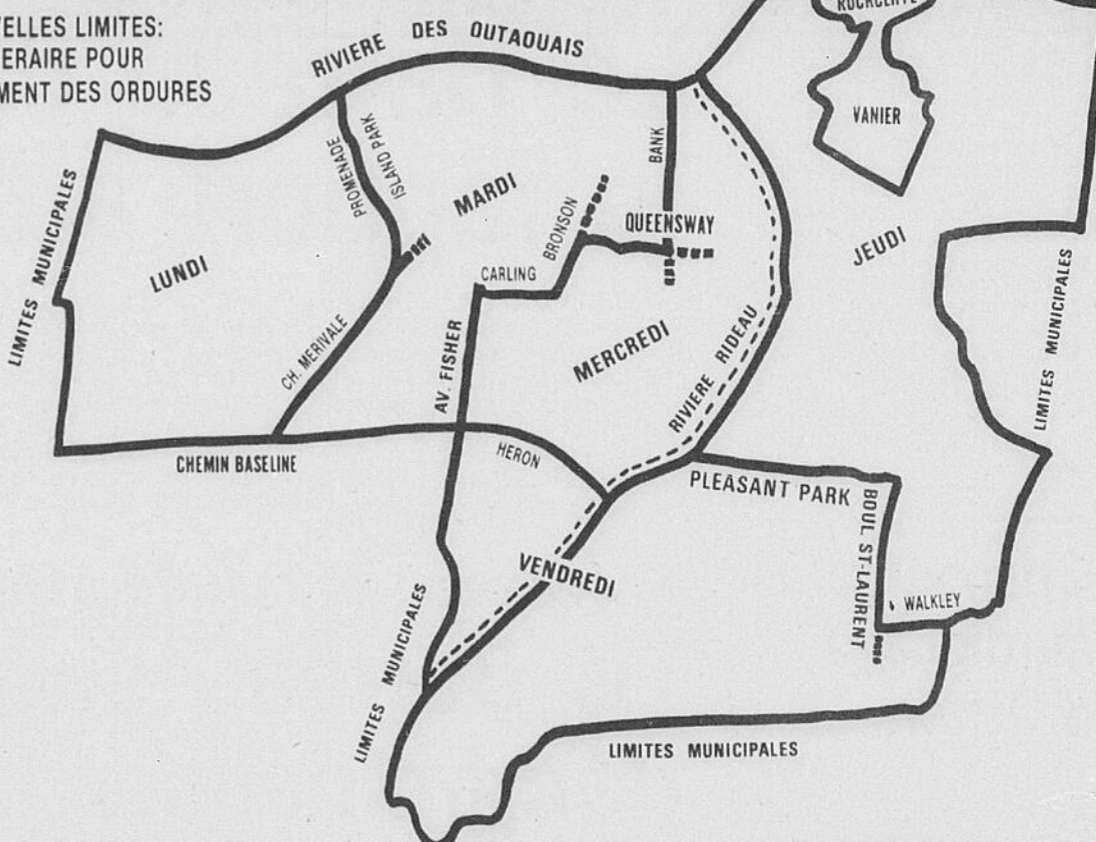 VELLES LIMITES:
ERAIRE POUR
MENT DES ORDURES
RIVIERE DES OUTAOUAIS
ROCKCLIFFE
VANIER
LIMITES MUNICIPALES
LUNDI
PROMENADE
ISLAND PARK
MARDI
BANK
BRONSON
QUEENSWAY
JEUDI
CARLING
CH. MERIVALE
AV. FISHER
MERCREDI
RIVIERE RIDEAU
LIMITES MUNICIPALES
CHEMIN BASELINE
HERON
PLEASANT PARK
BOUL ST-LAURENT
VENDREDI
WALKLEY
LIMITES MUNICIPALES
LIMITES MUNICIPALES